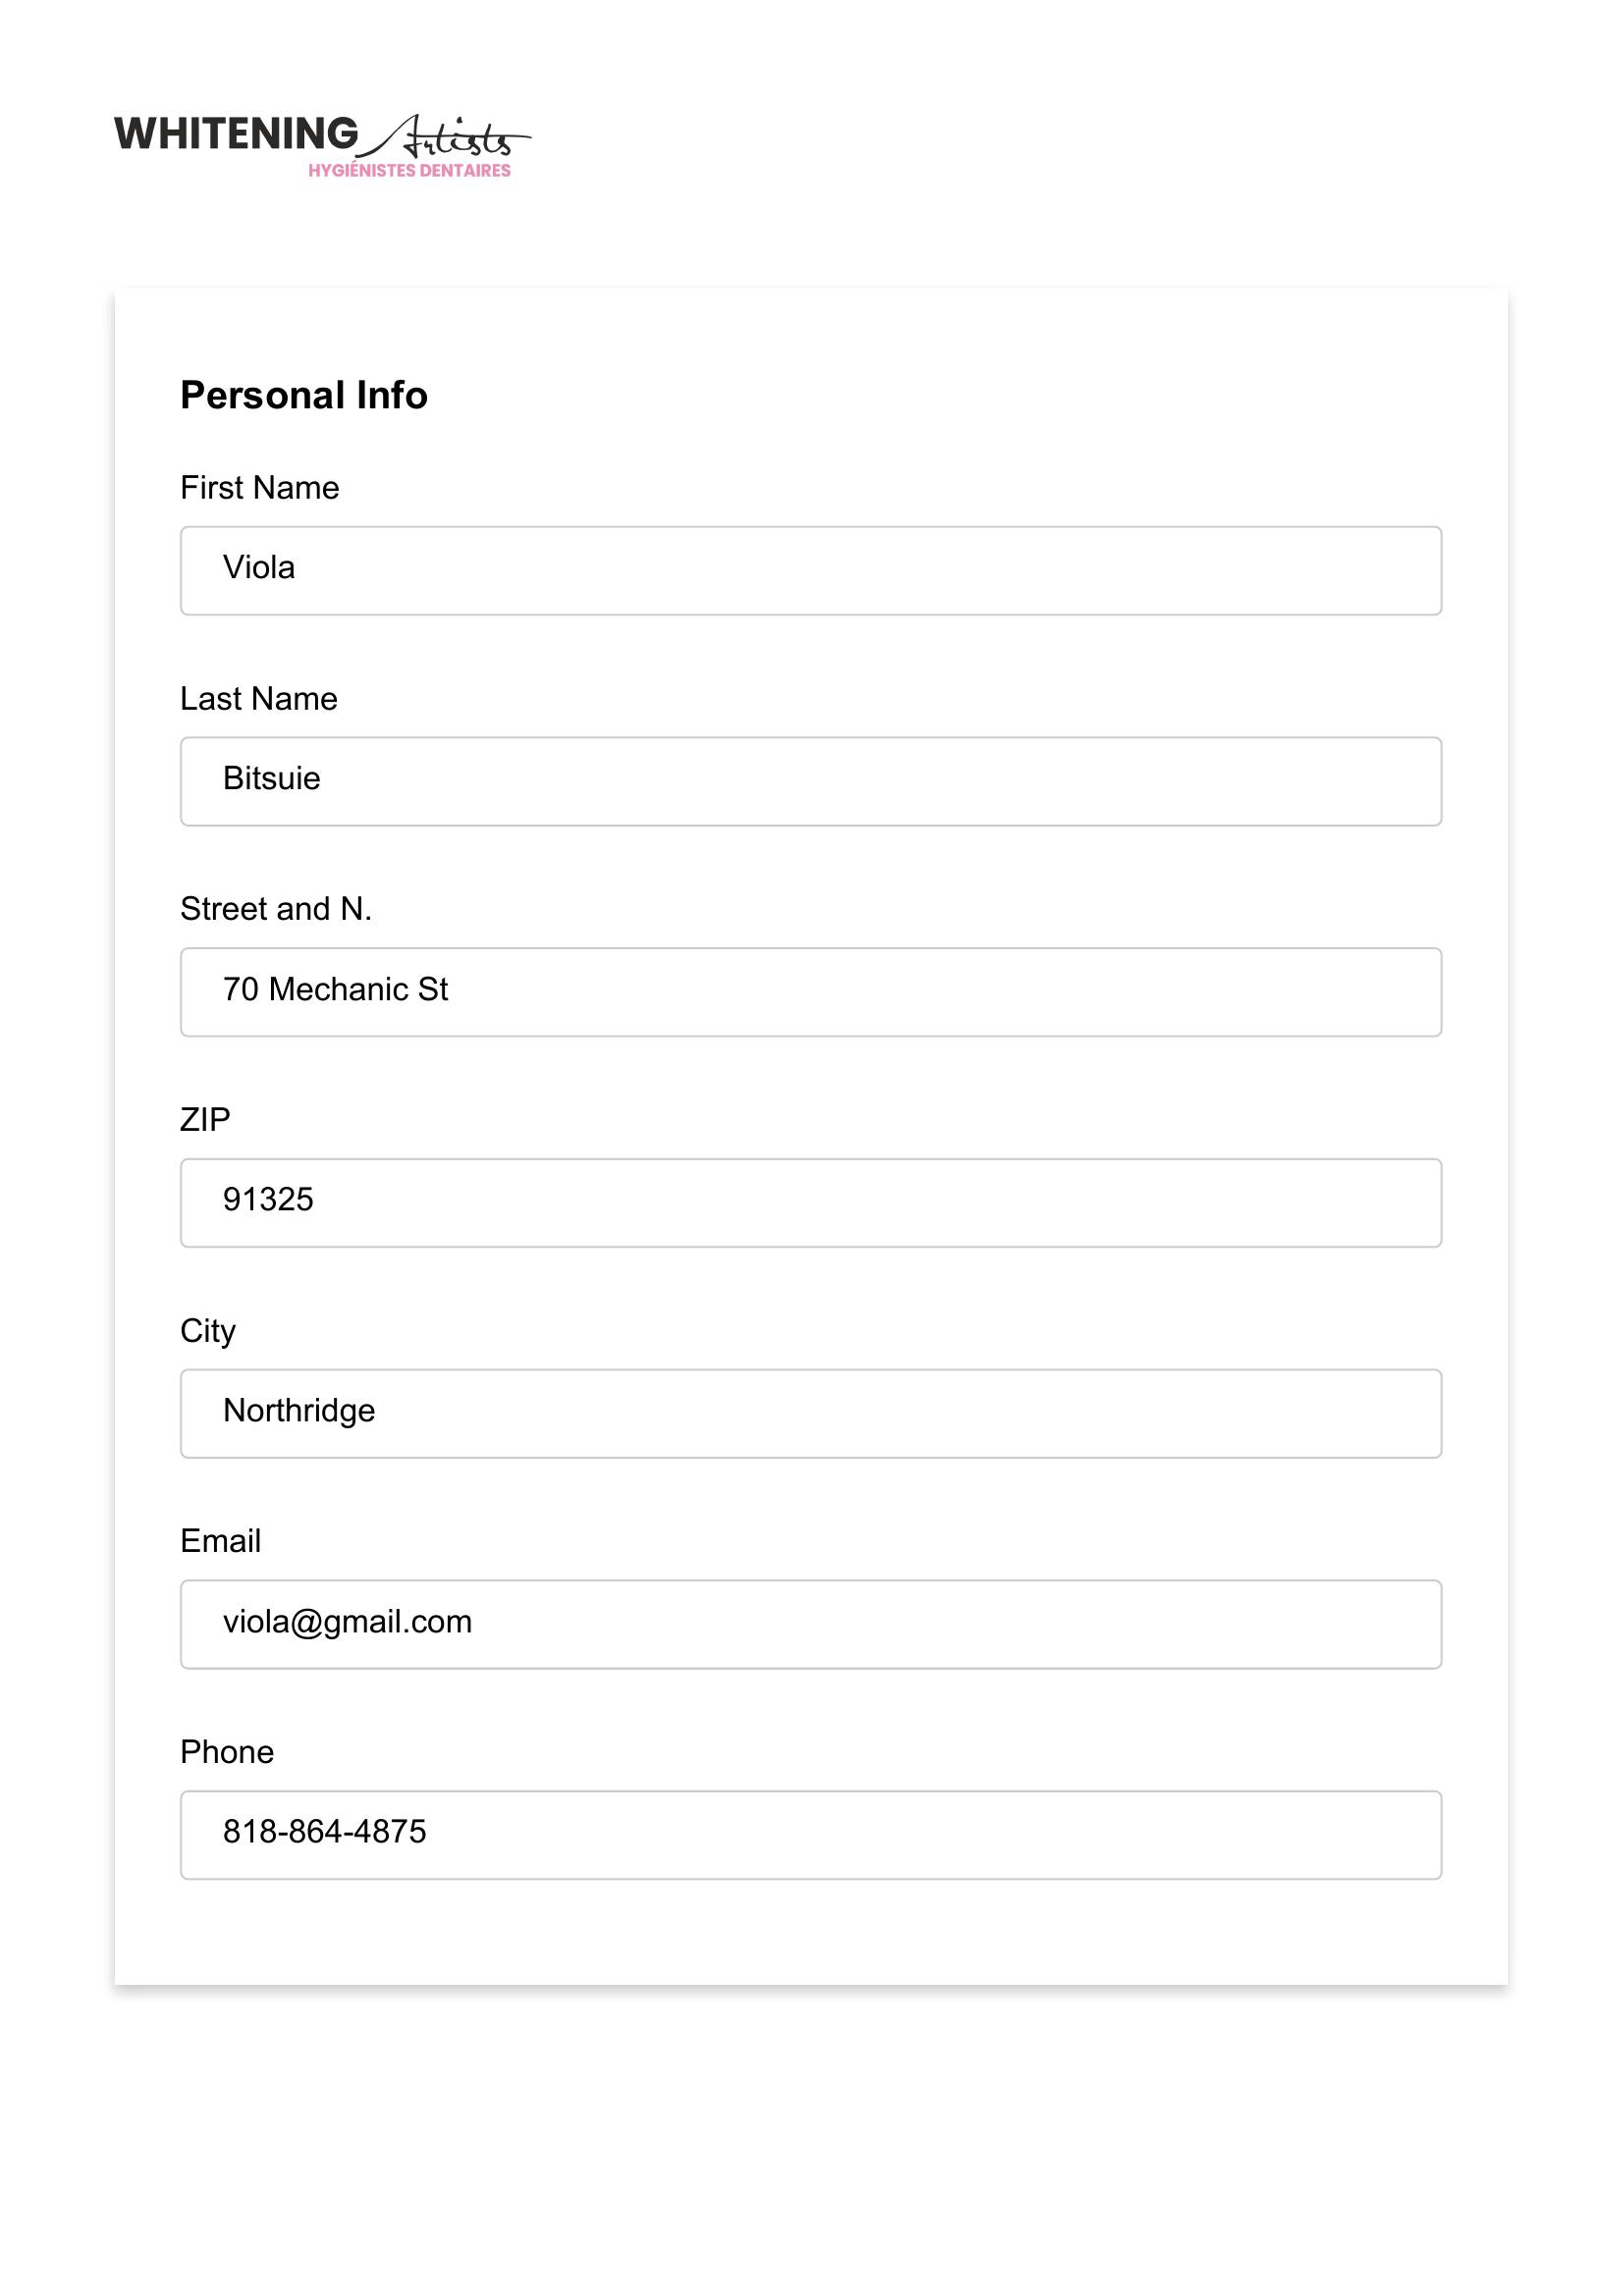 WHITENING Artists
HYGIÉNISTES DENTAIRES
Personal Info
First Name
Viola
Last Name
Bitsuie
Street and N.
70 Mechanic St
ZIP
91325
City
Northridge
Email
viola@gmail.com
Phone
818-864-4875